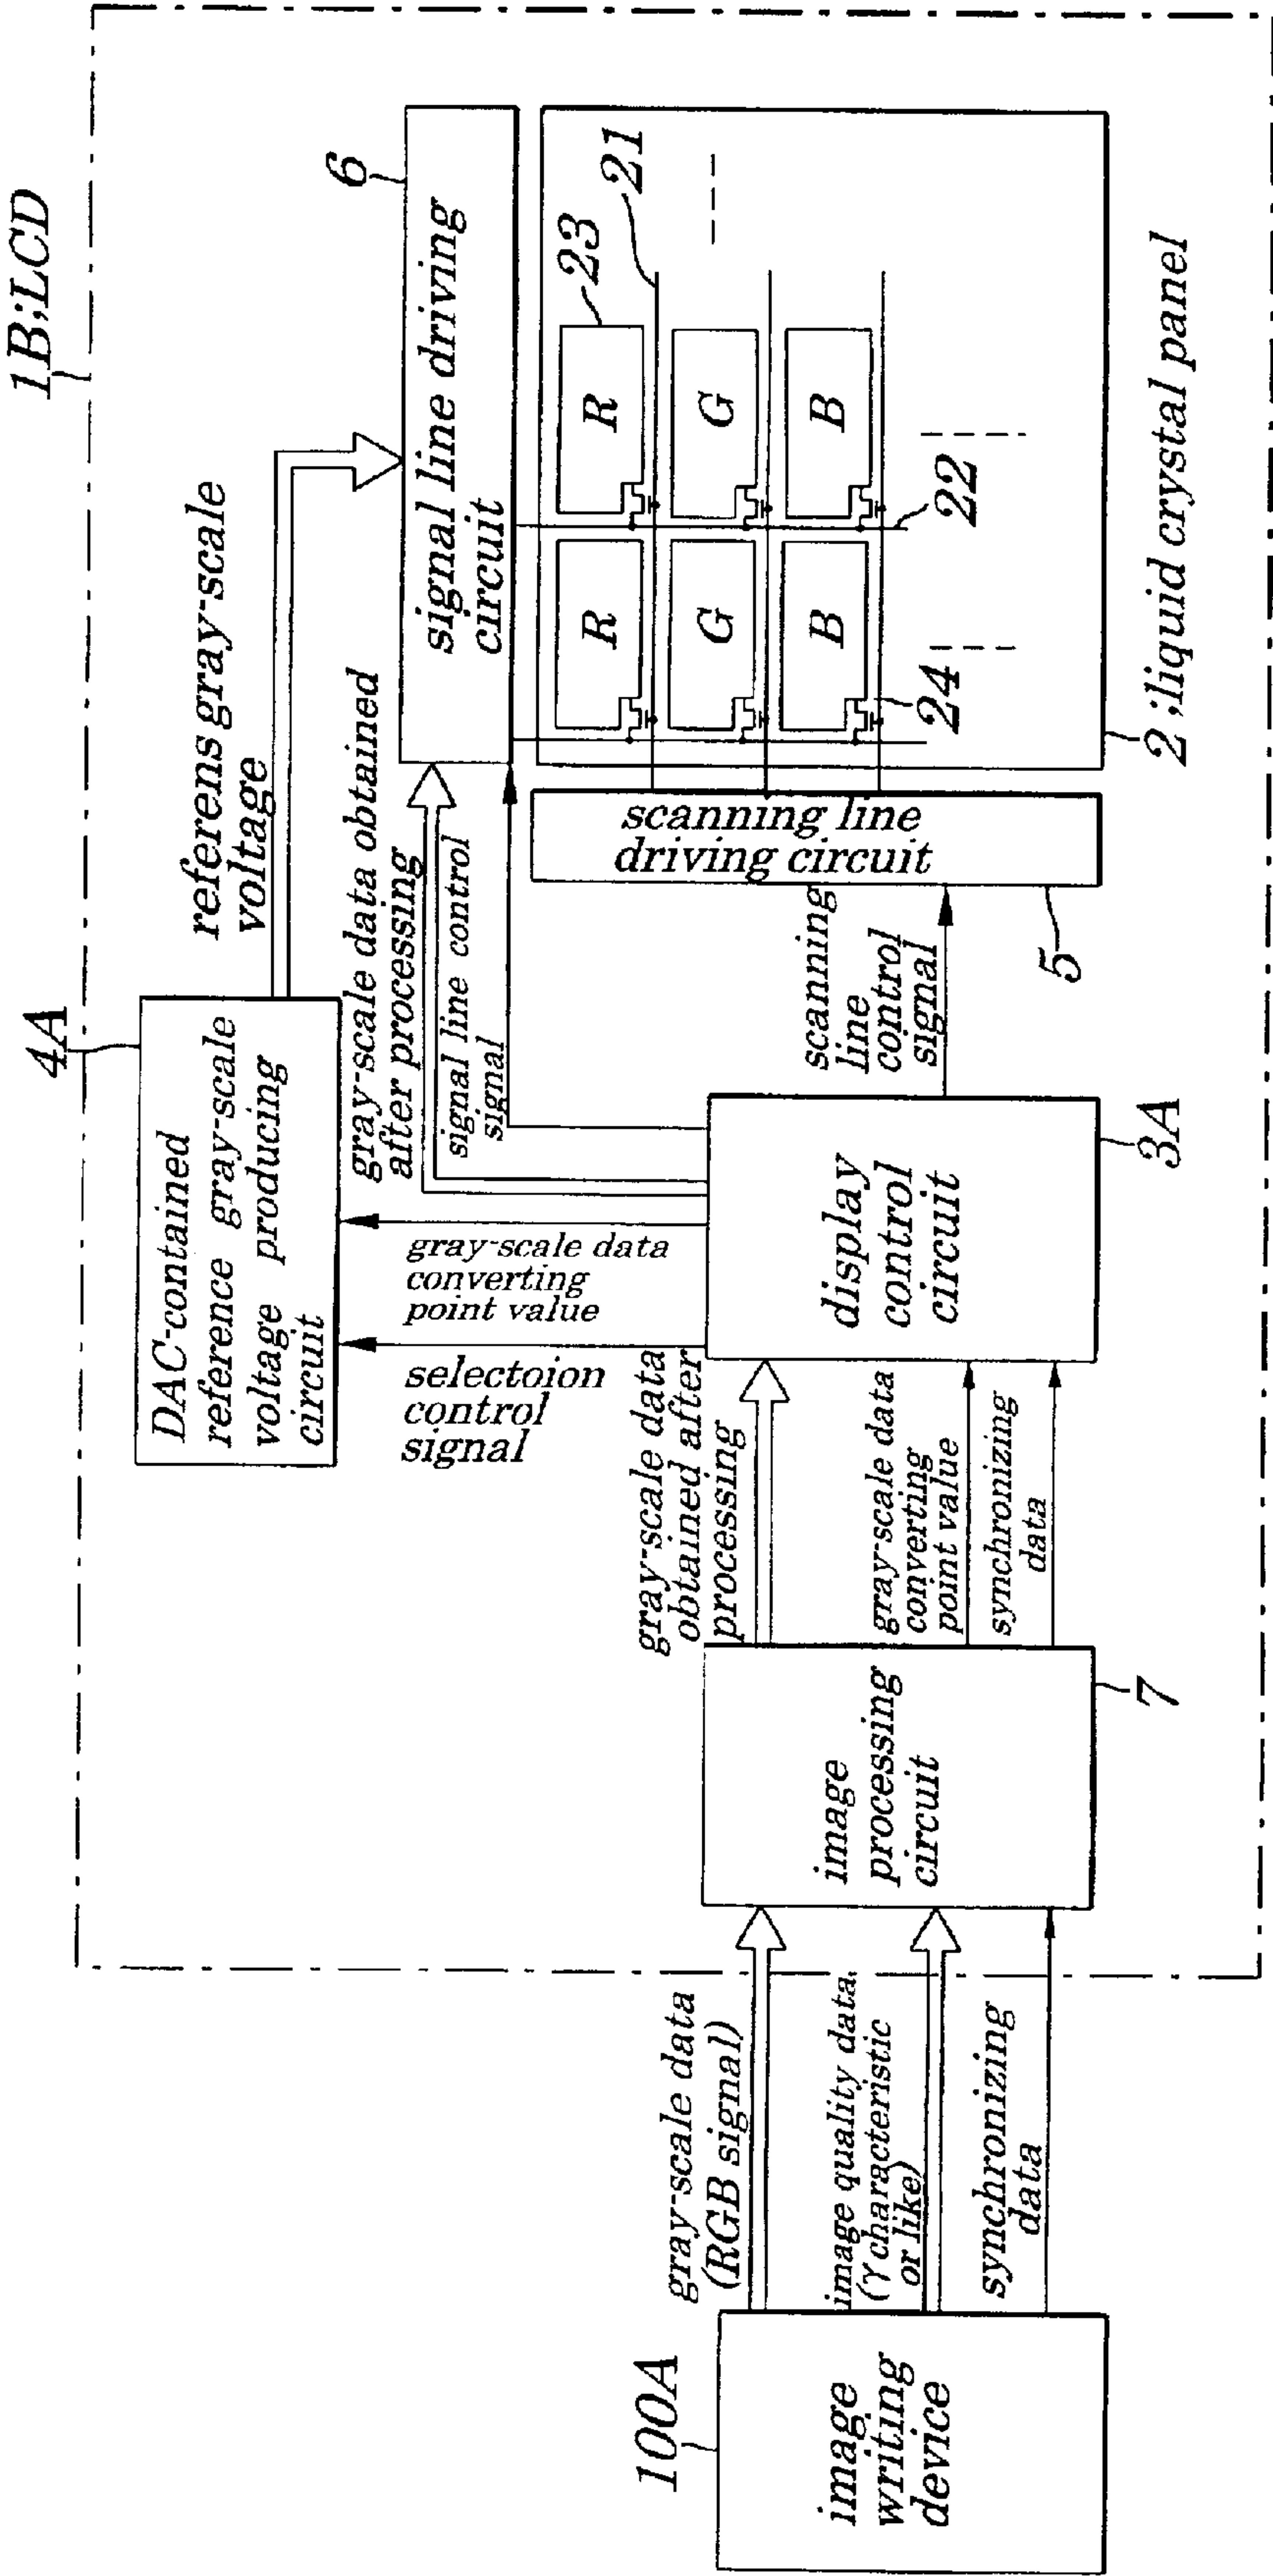 1B;LCD
4A
DAC-contained
reference gray-scale
voltage producing
circuit
referens gray-scale
voltage
6
signal line driving
circuit
gray-scale data obtained
after processing
signal line control
signal
gray-scale data
converting
point value
selectoion
control
signal
R
R
23
21
G
G
B
B
24
22
2;liquid crystal panel
scanning line
driving circuit
5
scanning
line
control
signal
display
control
circuit
3A
gray-scale data
obtained after
processing
gray-scale data
converting
point value
synchronizing
data
image
processing
circuit
7
gray-scale data
(RGB signal)
image quality data
(γ characteristic
or like)
synchronizing
data
100A
image
writing
device